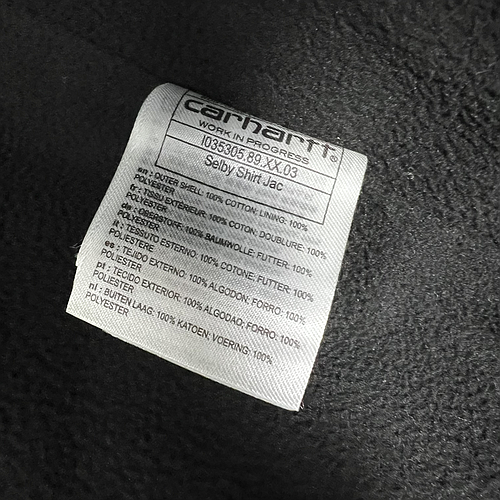 carhartt®
WORK IN PROGRESS
I035305.89.XX.03
Selby Shirt Jac
en : OUTER SHELL: 100% COTTON; LINING: 100%
POLYESTER
fr : TISSU EXTÉRIEUR: 100% COTON; DOUBLURE: 100%
POLYESTER
de : OBERSTOFF: 100% BAUMWOLLE; FUTTER: 100%
POLYESTER
it : TESSUTO ESTERNO: 100% COTONE; FUTTER: 100%
POLIESTERE
es : TEJIDO EXTERNO: 100% ALGODON; FORRO: 100%
POLIESTER
pt : TECIDO EXTERIOR: 100% ALGODAO; FORRO: 100%
POLIESTER
nl : BUITEN LAAG: 100% KATOEN; VOERING: 100%
POLYESTER